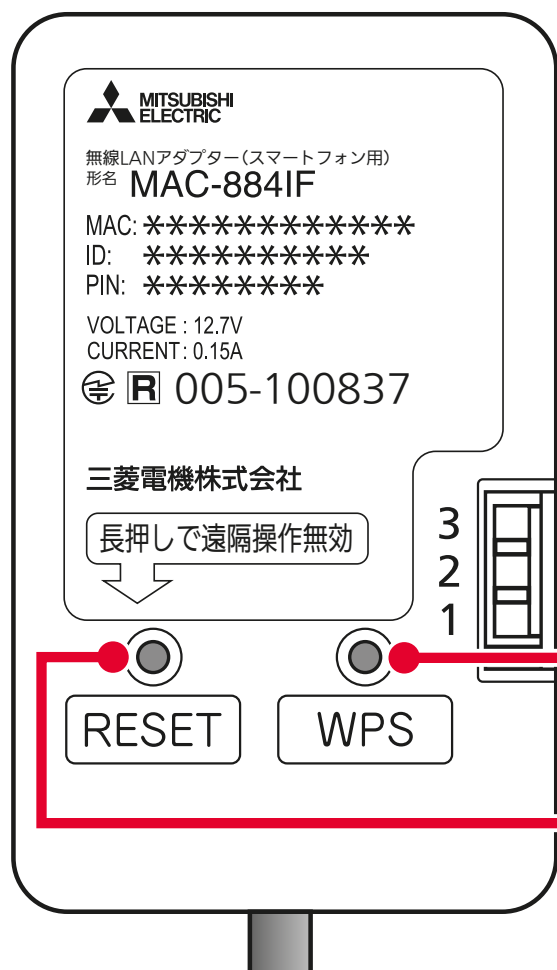 MITSUBISHI
ELECTRIC
無線LANアダプター(スマートフォン用)
形名 MAC-884IF
MAC: ************
ID: **********
PIN: ********
VOLTAGE : 12.7V
CURRENT : 0.15A
R 005-100837
三菱電機株式会社
長押しで遠隔操作無効
3
2
1
RESET WPS